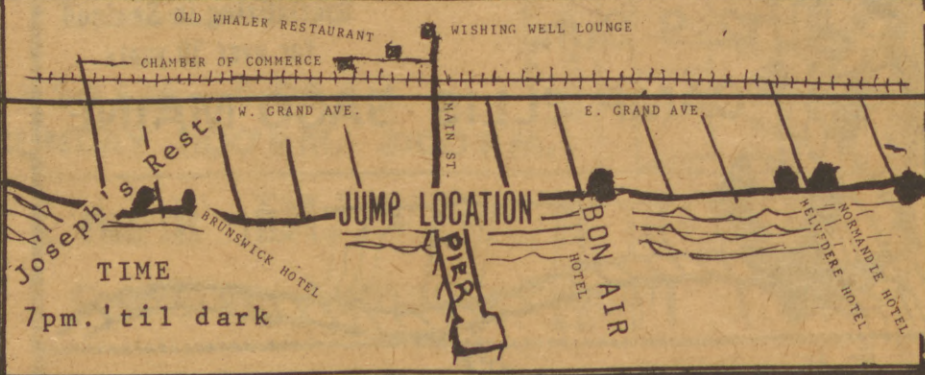 OLD WHALER RESTAURANT
WISHING WELL LOUNGE
CHAMBER OF COMMERCE
W. GRAND AVE.
MAIN ST.
E. GRAND AVE.
Joseph's Rest.
JUMP LOCATION
BRUNSWICK HOTEL
PIER
BON AIR
HOTEL
BELVEDERE HOTEL
NORMANDIE HOTEL
TIME
7pm.'til dark